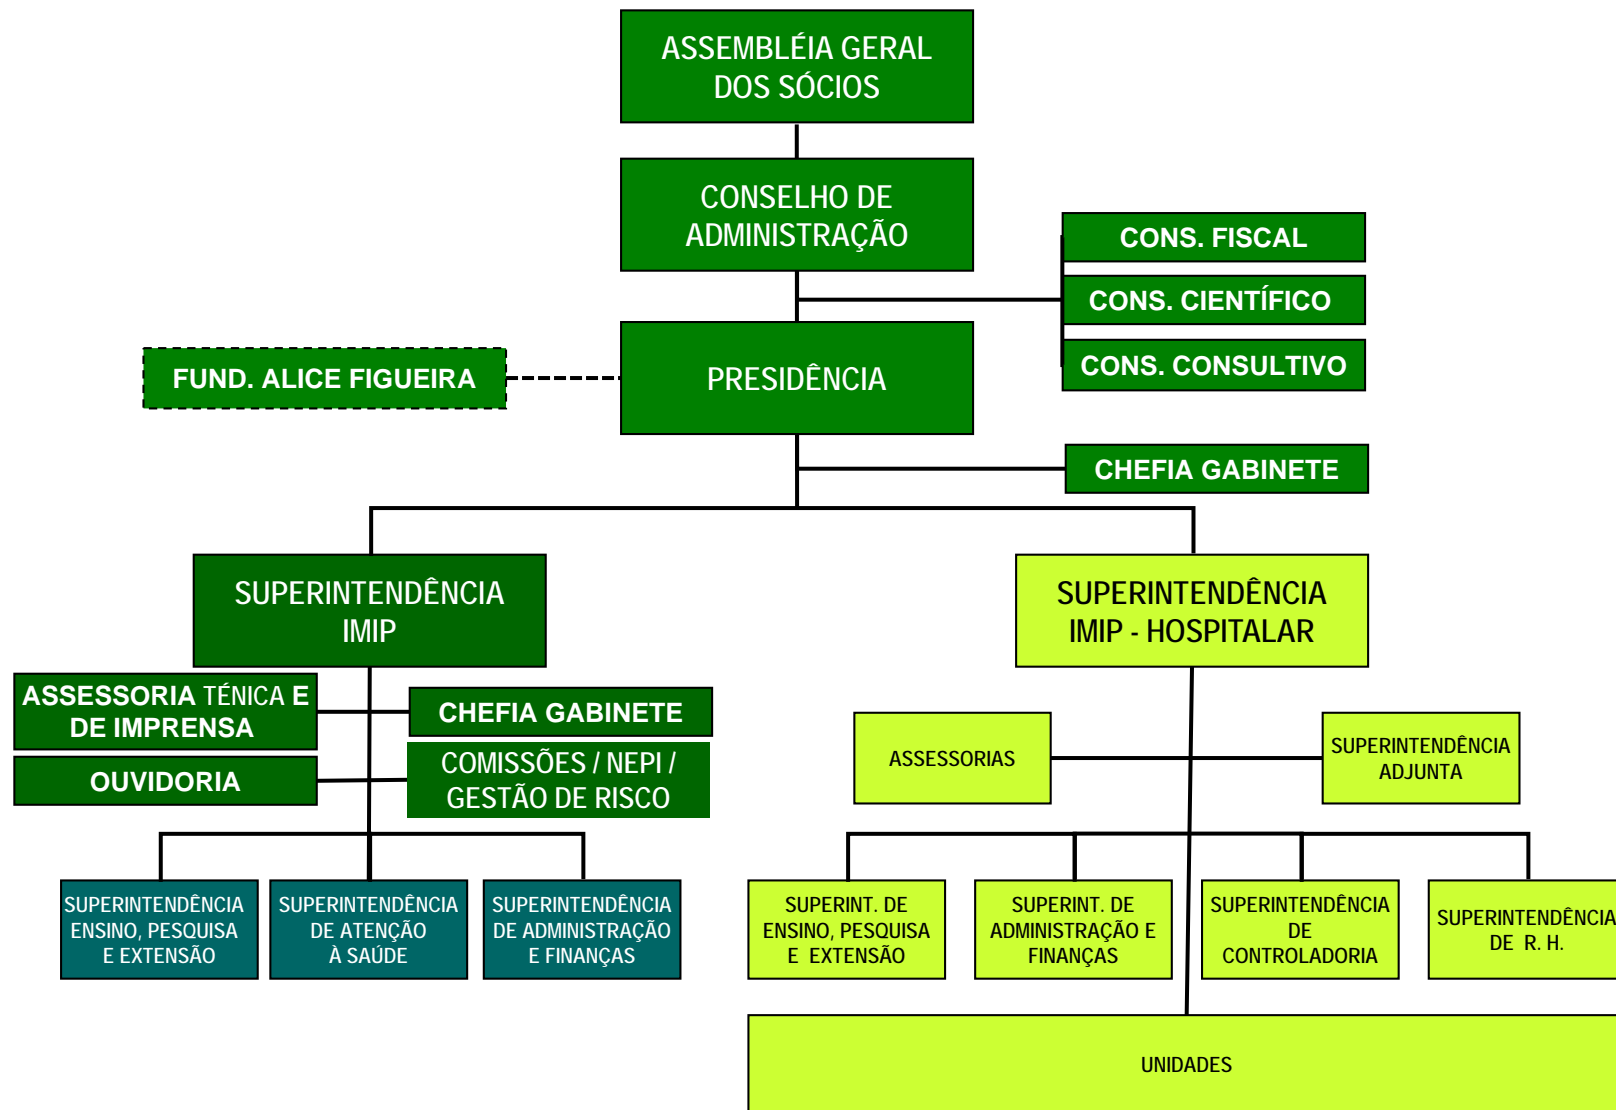 ASSEMBLÉIA GERAL
DOS SÓCIOS
CONSELHO DE
ADMINISTRAÇÃO
CONS. FISCAL
CONS. CIENTÍFICO
CONS. CONSULTIVO
FUND. ALICE FIGUEIRA
PRESIDÊNCIA
CHEFIA GABINETE
SUPERINTENDÊNCIA
IMIP
SUPERINTENDÊNCIA
IMIP - HOSPITALAR
ASSESSORIA TÉNICA E
DE IMPRENSA
CHEFIA GABINETE
OUVIDORIA
COMISSÕES / NEPI /
GESTÃO DE RISCO
ASSESSORIAS
SUPERINTENDÊNCIA
ADJUNTA
SUPERINTENDÊNCIA
ENSINO, PESQUISA
E EXTENSÃO
SUPERINTENDÊNCIA
DE ATENÇÃO
À SAÚDE
SUPERINTENDÊNCIA
DE ADMINISTRAÇÃO
E FINANÇAS
SUPERINT. DE
ENSINO, PESQUISA
E EXTENSÃO
SUPERINT. DE
ADMINISTRAÇÃO E
FINANÇAS
SUPERINTENDÊNCIA
DE
CONTROLADORIA
SUPERINTENDÊNCIA
DE R. H.
UNIDADES